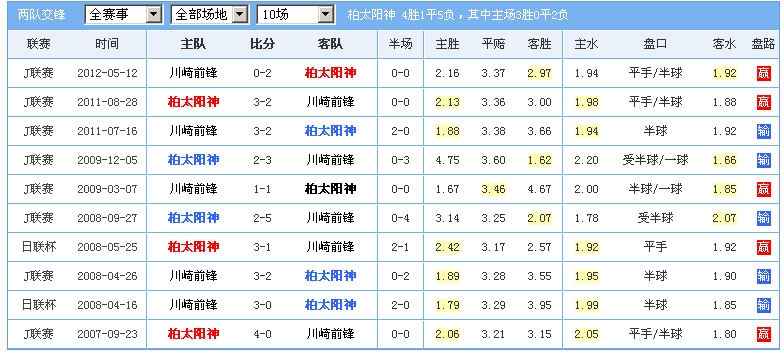 两队交锋 全赛事 全部场地 10场 柏太阳神 4胜1平5负，其中主场3胜0平2负
联赛 时间 主队 比分 客队 半场 主胜 平赔 客胜 主水 盘口 客水 盘路
J联赛 2012-05-12 川崎前锋 0-2 柏太阳神 0-0 2.16 3.37 2.97 1.94 平手/半球 1.92 赢
J联赛 2011-08-28 柏太阳神 3-2 川崎前锋 0-0 2.13 3.36 3.00 1.98 平手/半球 1.88 赢
J联赛 2011-07-16 川崎前锋 3-2 柏太阳神 2-0 1.88 3.38 3.66 1.94 半球 1.92 输
J联赛 2009-12-05 柏太阳神 2-3 川崎前锋 0-3 4.75 3.60 1.62 2.20 受半球/一球 1.66 输
J联赛 2009-03-07 川崎前锋 1-1 柏太阳神 0-0 1.67 3.46 4.67 2.00 半球/一球 1.85 赢
J联赛 2008-09-27 柏太阳神 2-5 川崎前锋 0-4 3.14 3.25 2.07 1.78 受半球 2.07 输
日联杯 2008-05-25 柏太阳神 3-1 川崎前锋 2-1 2.42 3.17 2.57 1.92 平手 1.92 赢
J联赛 2008-04-26 川崎前锋 3-2 柏太阳神 0-2 1.89 3.28 3.55 1.95 半球 1.90 输
日联杯 2008-04-16 川崎前锋 3-0 柏太阳神 2-0 1.79 3.29 3.95 1.99 半球 1.85 输
J联赛 2007-09-23 柏太阳神 4-0 川崎前锋 0-0 2.06 3.21 3.15 2.05 平手/半球 1.80 赢